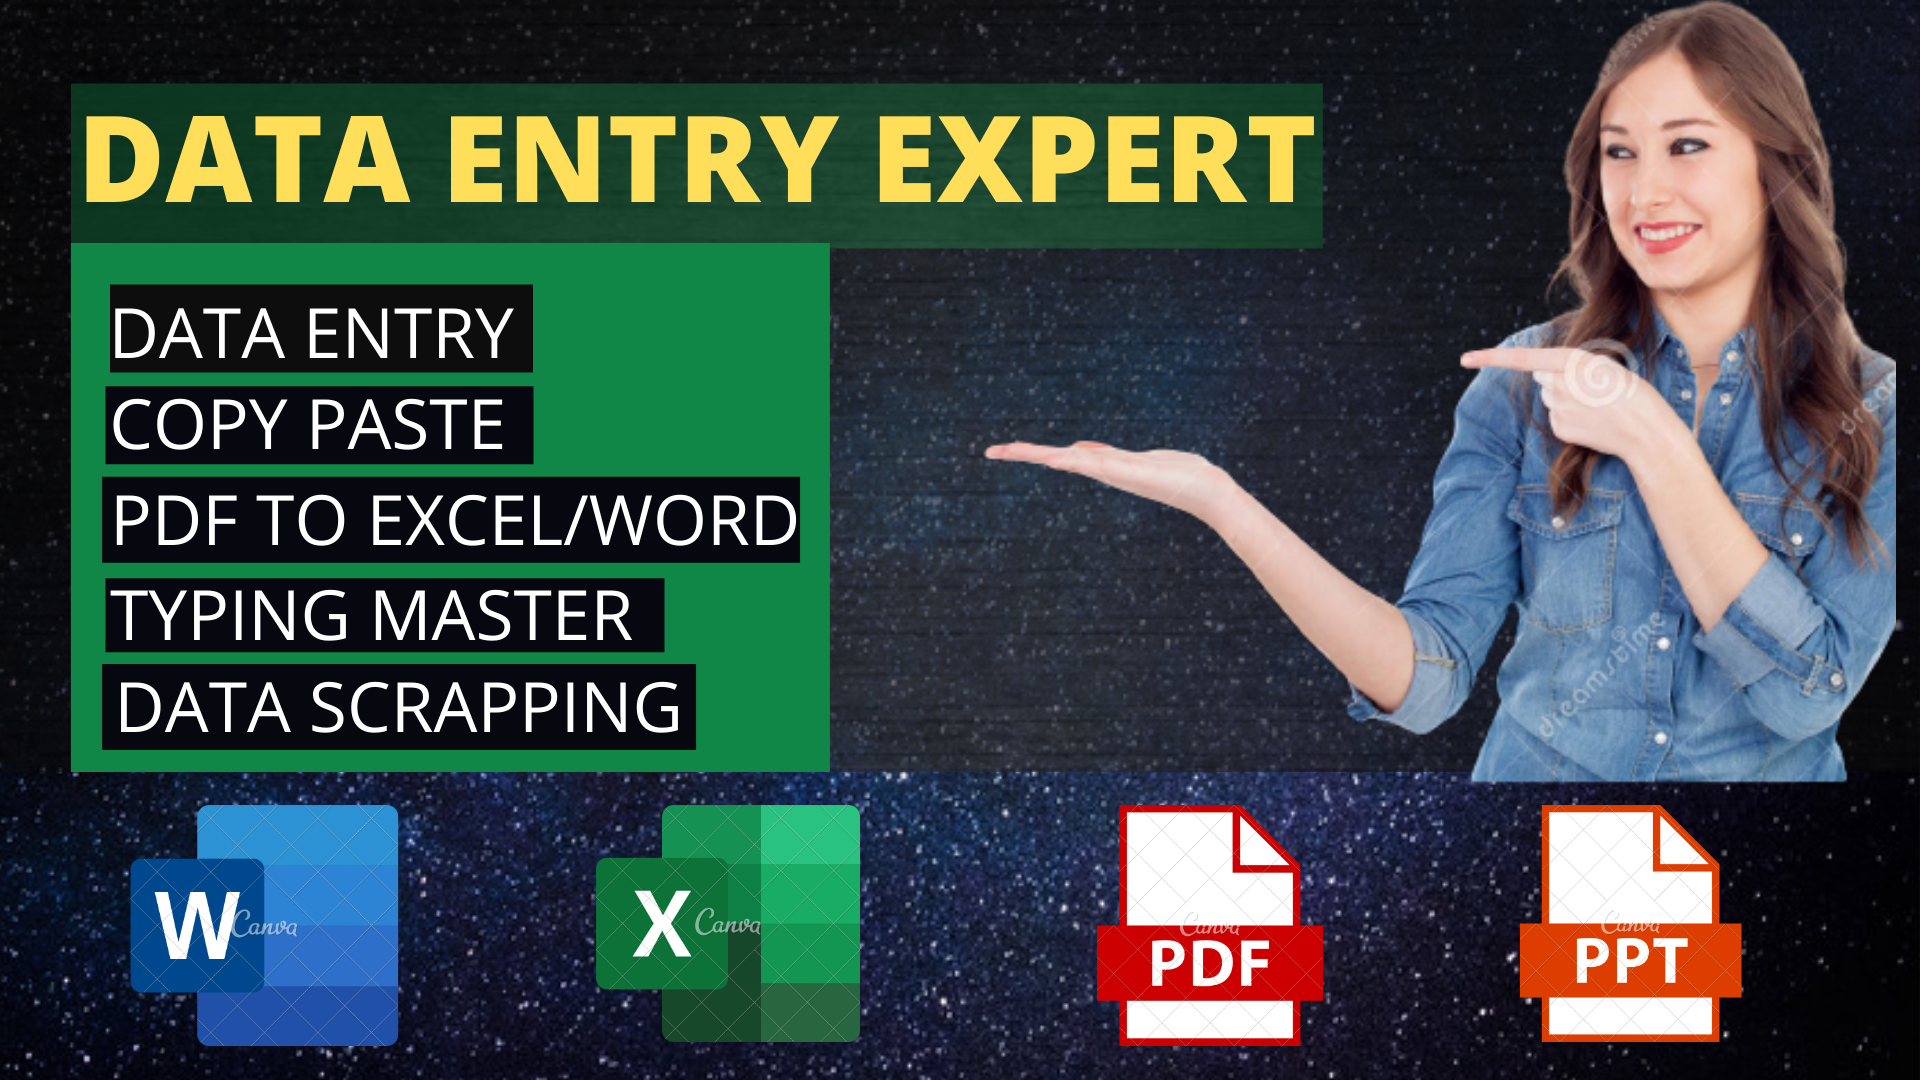 DATA ENTRY EXPERT
DATA ENTRY
COPY PASTE
PDF TO EXCEL/WORD
TYPING MASTER
DATA SCRAPPING
dreamstime
W
Canva
X
Canva
Canva
PDF
Canva
PPT